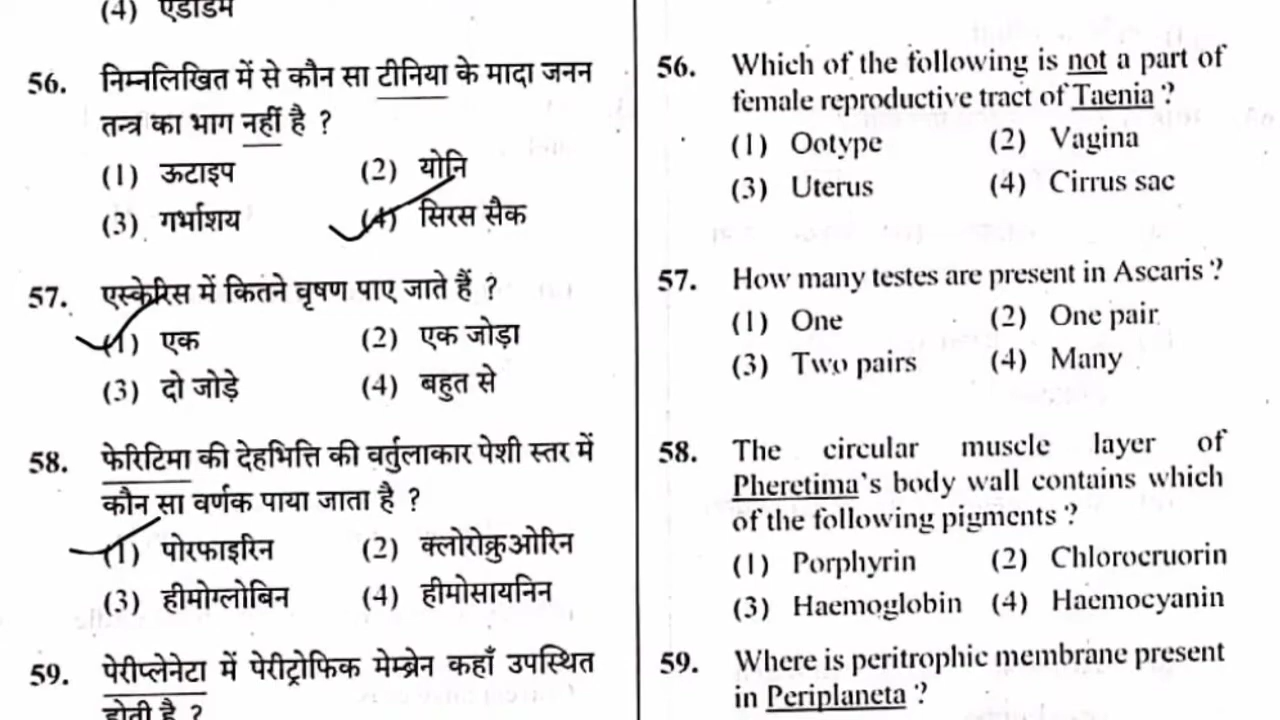 (4) एडीडम
56. निम्नलिखित में से कौन सा टीनिया के मादा जनन
तन्त्र का भाग नहीं है ?
(1) ऊटाइप (2) योनि
(3) गर्भाशय (4) सिरस सैक
57. एस्केरिस में कितने वृषण पाए जाते हैं ?
(1) एक (2) एक जोड़ा
(3) दो जोड़े (4) बहुत से
58. फेरिटिमा की देहभित्ति की वर्तुलाकार पेशी स्तर में
कौन सा वर्णक पाया जाता है ?
(1) पोरफाइरिन (2) क्लोरोक्रुओरिन
(3) हीमोग्लोबिन (4) हीमोसायनिन
59. पेरीप्लेनेटा में पेरीट्रोफिक मेम्ब्रेन कहाँ उपस्थित
होती है ?
56. Which of the following is not a part of
female reproductive tract of Taenia ?
(1) Ootype (2) Vagina
(3) Uterus (4) Cirrus sac
57. How many testes are present in Ascaris ?
(1) One (2) One pair
(3) Two pairs (4) Many
58. The circular muscle layer of
Pheretima's body wall contains which
of the following pigments ?
(1) Porphyrin (2) Chlorocruorin
(3) Haemoglobin (4) Haemocyanin
59. Where is peritrophic membrane present
in Periplaneta ?